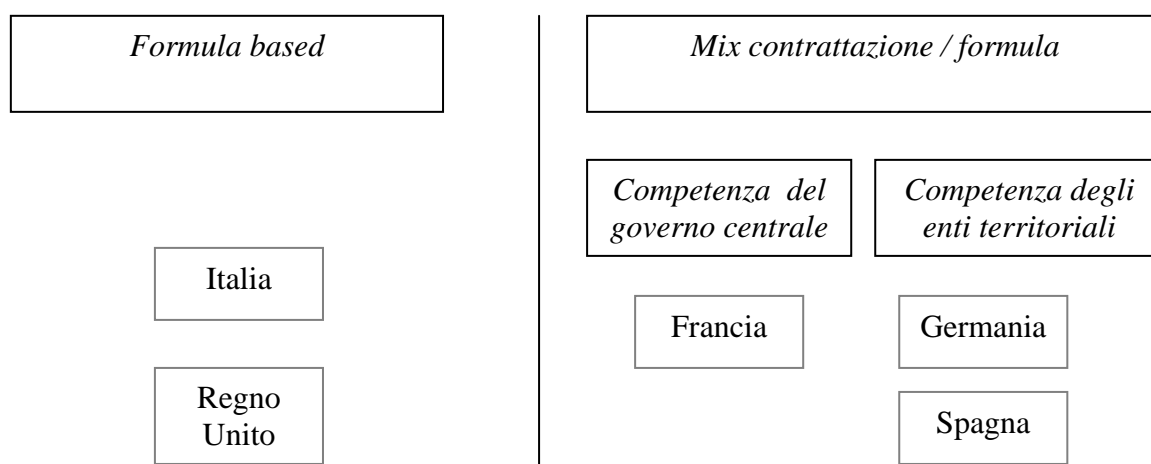 Formula based
Mix contrattazione / formula
Competenza del
governo centrale
Competenza degli
enti territoriali
Italia
Francia
Germania
Regno
Unito
Spagna